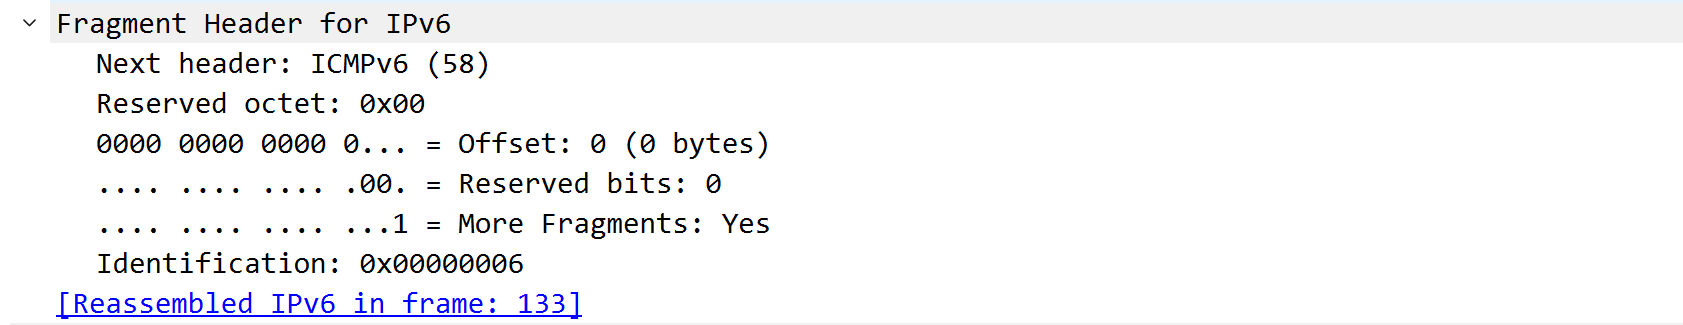 Fragment Header for IPv6
Next header: ICMPv6 (58)
Reserved octet: 0x00
0000 0000 0000 0... = Offset: 0 (0 bytes)
.... .... .... .00. = Reserved bits: 0
.... .... .... ...1 = More Fragments: Yes
Identification: 0x00000006
[Reassembled IPv6 in frame: 133]